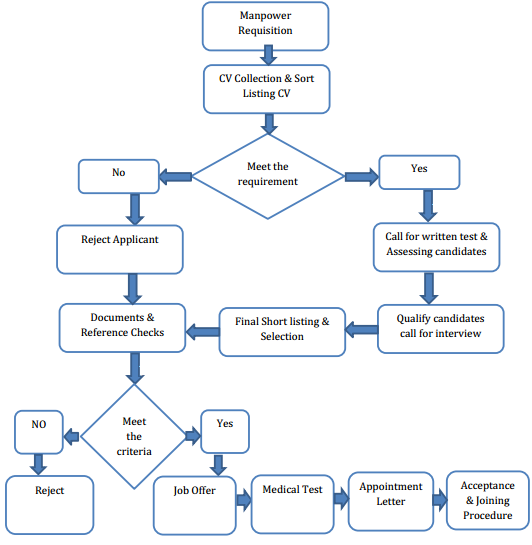 Manpower
Requisition
CV Collection & Sort
Listing CV
Meet the
requirement
No
Yes
Reject Applicant
Call for written test &
Assessing candidates
Documents &
Reference Checks
Final Short listing &
Selection
Qualify candidates
call for interview
NO
Meet
the
criteria
Yes
Reject
Job Offer
Medical Test
Appointment
Letter
Acceptance
& Joining
Procedure